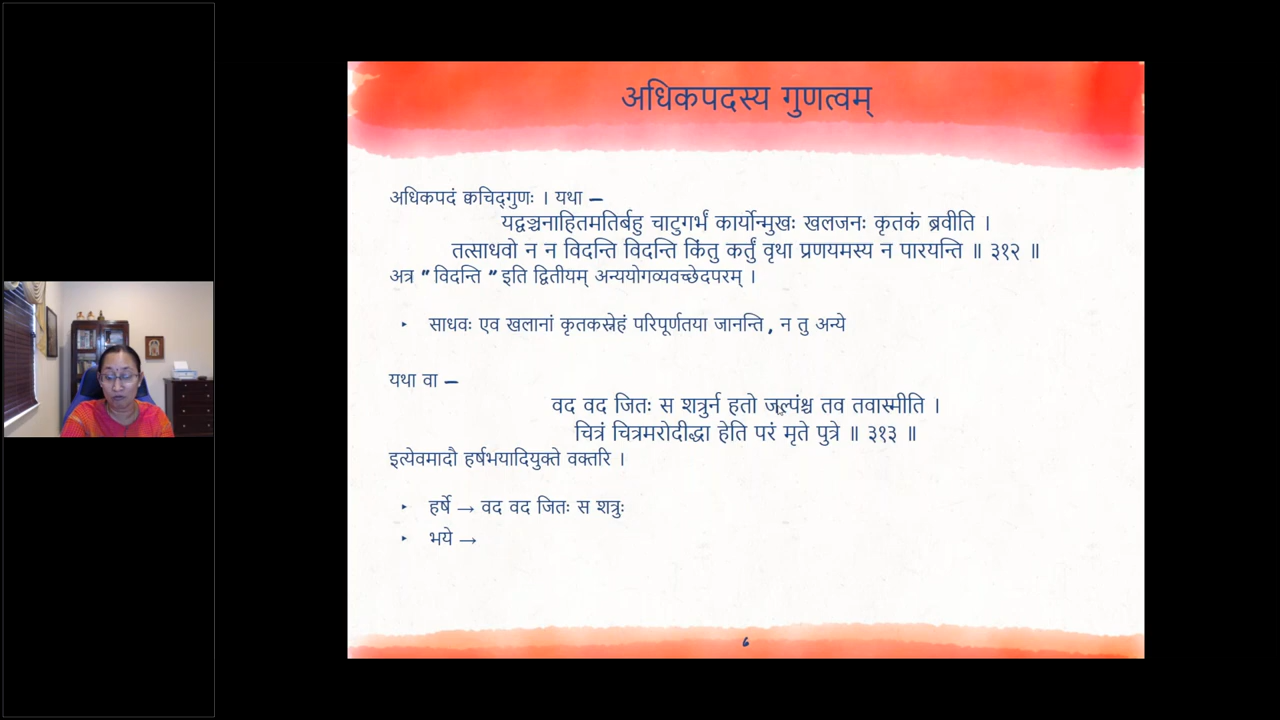 अधिकपदस्य गुणत्वम्
अधिकपदं क्वचिद्गुणः । यथा –
यद्वञ्चनाहितमतिर्बहु चाटुगर्भं कार्योन्मुखः खलजनः कृतकं ब्रवीति ।
तत्साधवो न न विदन्ति विदन्ति किंतु कर्तुं वृथा प्रणयमस्य न पारयन्ति ॥ ३१२ ॥
अत्र " विदन्ति " इति द्वितीयम् अन्ययोगव्यवच्छेदपरम् ।
‣ साधवः एव खलानां कृतकस्नेहं परिपूर्णतया जानन्ति , न तु अन्ये
यथा वा –
वद वद जितः स शत्रुर्न हतो जल्पंश्च तव तवास्मीति ।
चित्रं चित्रमरोदीद्धा हेति परं मृते पुत्रे ॥ ३१३ ॥
इत्येवमादौ हर्षभयादियुक्ते वक्तरि ।
‣ हर्षे → वद वद जितः स शत्रुः
‣ भये →
6